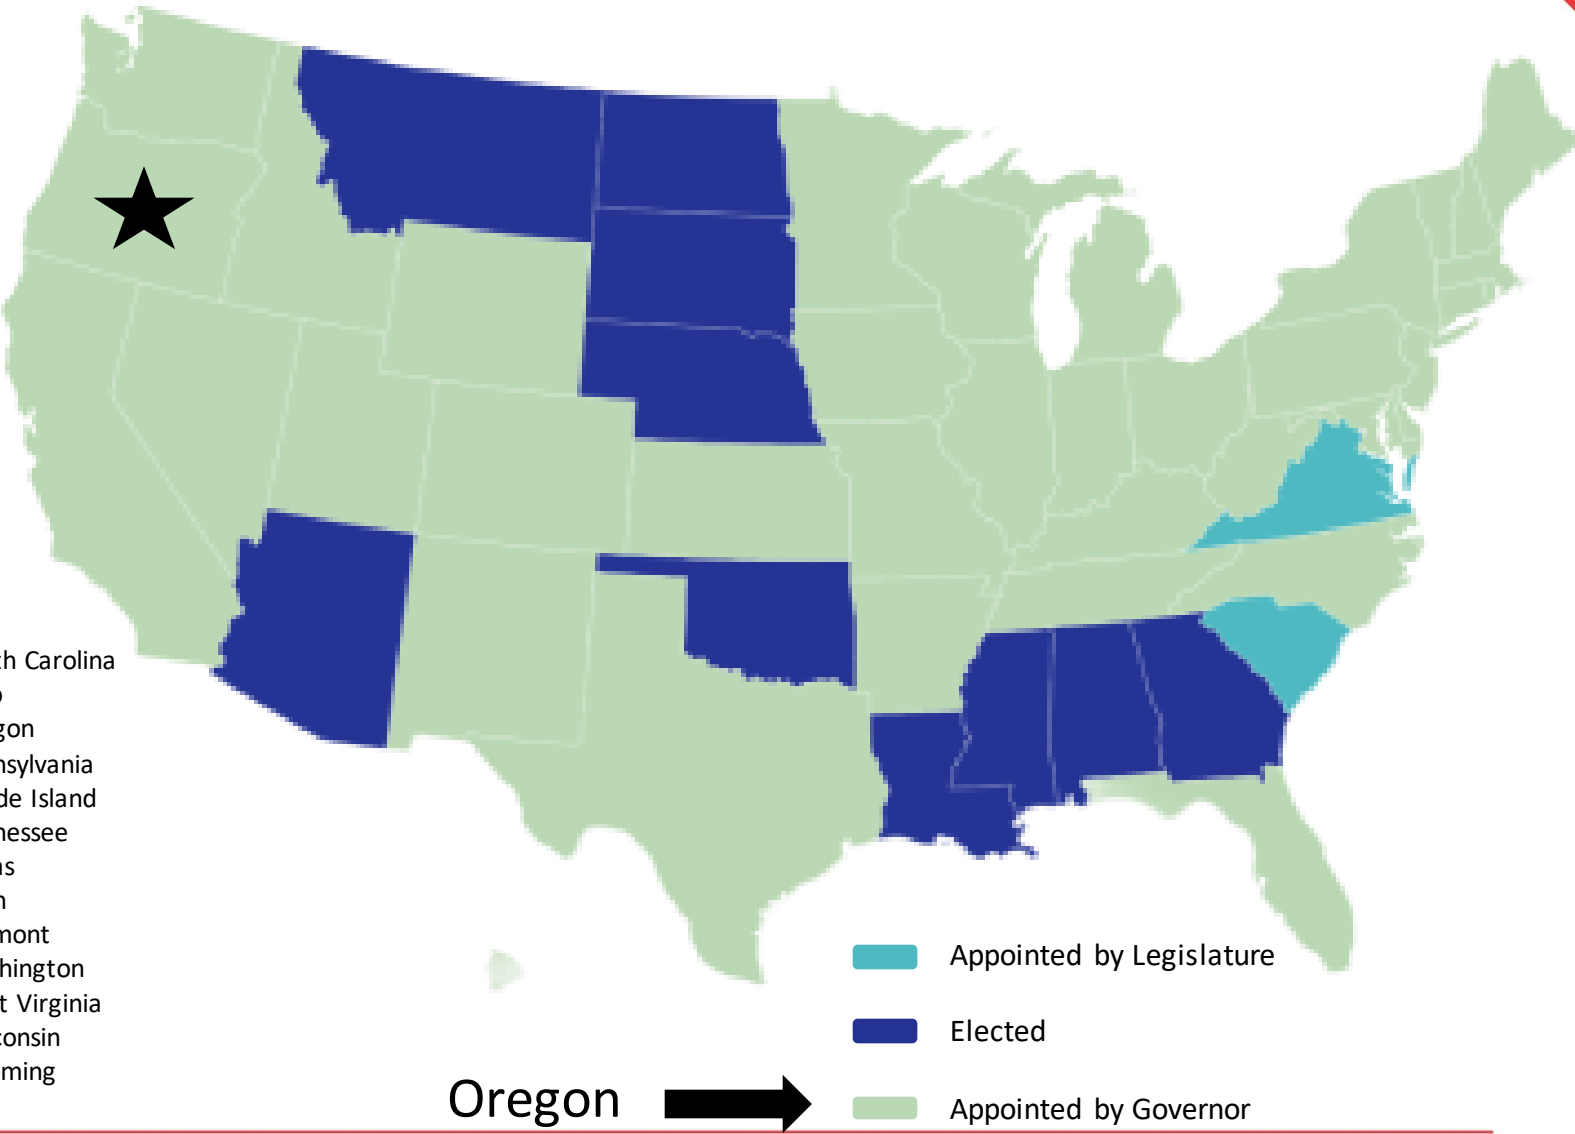 th Carolina
o
gon
nsylvania
de Island
nessee
as
h
mont
hington
t Virginia
consin
ming
Appointed by Legislature
Elected
Oregon
Appointed by Governor